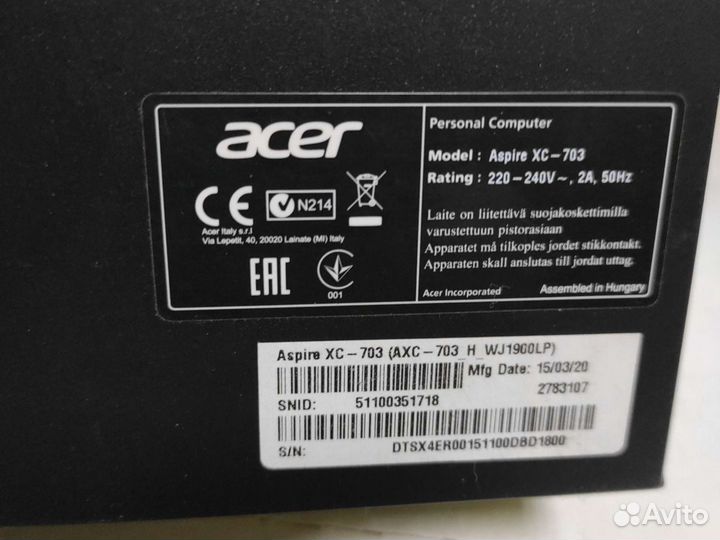 acer
N214
Acer Italy s.r.l
Via Lepetit, 40, 20020 Lainate (MI) Italy
EAC
001
Personal Computer
Model : Aspire XC-703
Rating : 220-240V~, 2A, 50Hz
Laite on liitettävä suojakoskettimilla
varustettuun pistorasiaan
Apparatet må tilkoples jordet stikkontakt.
Apparaten skall anslutas till jordat uttag.
Acer Incorporated
Assembled in Hungary
Aspire XC-703 (AXC-703_H_WJ1900LP)
Mfg Date: 15/03/20
2783107
SNID: 51100351718
S/N: DTSX4ER00151100DBD1800
Avito